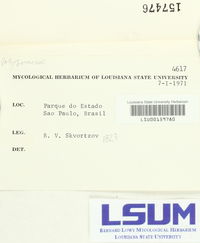 157476
4617
MYCOLOGICAL HERBARIUM OF LOUISIANA STATE UNIVERSITY
7-1-1971
LOC. Parque do Estado
Sao Paulo, Brasil
Louisiana State University Herbarium
LSU00159760
LEG. B. V. Skvortzov
DET.
LSUM
BERNARD LOWY MYCOLOGICAL HERBARIUM
LOUISIANA STATE UNIVERSITY